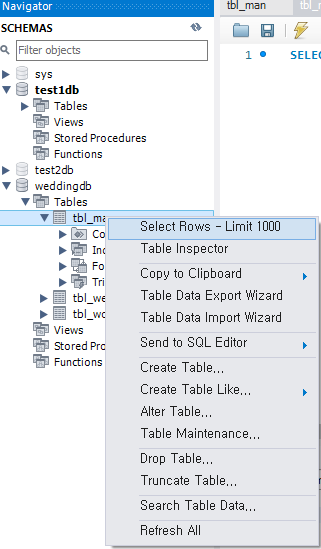 Navigator
SCHEMAS
Filter objects
sys
test1db
Tables
Views
Stored Procedures
Functions
test2db
weddingdb
Tables
tbl_ma
Co
Ind
Fo
Tri
tbl_we
tbl_wo
Views
Stored Pro
Functions
tbl_man
tbl_m
1
SELEC
Select Rows - Limit 1000
Table Inspector
Copy to Clipboard
Table Data Export Wizard
Table Data Import Wizard
Send to SQL Editor
Create Table...
Create Table Like...
Alter Table...
Table Maintenance...
Drop Table...
Truncate Table...
Search Table Data...
Refresh All